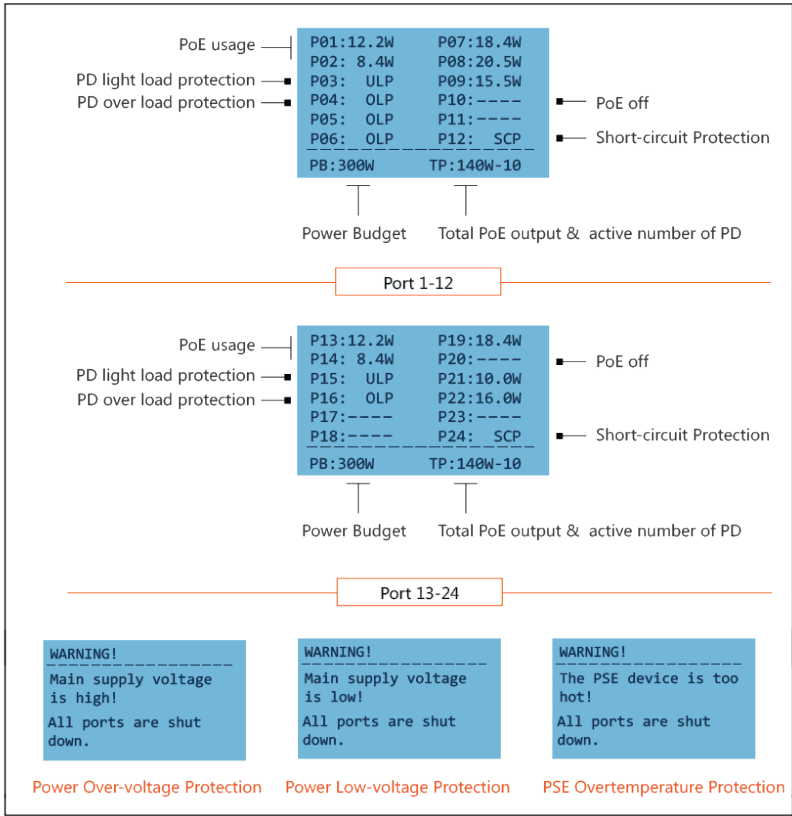 PoE usage
PD light load protection
PD over load protection
P01:12.2W P07:18.4W
P02: 8.4W P08:20.5W
P03: ULP P09:15.5W
P04: OLP P10:----
P05: OLP P11:----
P06: OLP P12: SCP
PB:300W TP:140W-10
PoE off
Short-circuit Protection
Power Budget
Total PoE output & active number of PD
Port 1-12
PoE usage
PD light load protection
PD over load protection
P13:12.2W P19:18.4W
P14: 8.4W P20:----
P15: ULP P21:10.0W
P16: OLP P22:16.0W
P17:---- P23:----
P18:---- P24: SCP
PB:300W TP:140W-10
PoE off
Short-circuit Protection
Power Budget
Total PoE output & active number of PD
Port 13-24
WARNING!
Main supply voltage
is high!
All ports are shut
down.
Power Over-voltage Protection
WARNING!
Main supply voltage
is low!
All ports are shut
down.
Power Low-voltage Protection
WARNING!
The PSE device is too
hot!
All ports are shut
down.
PSE Overtemperature Protection